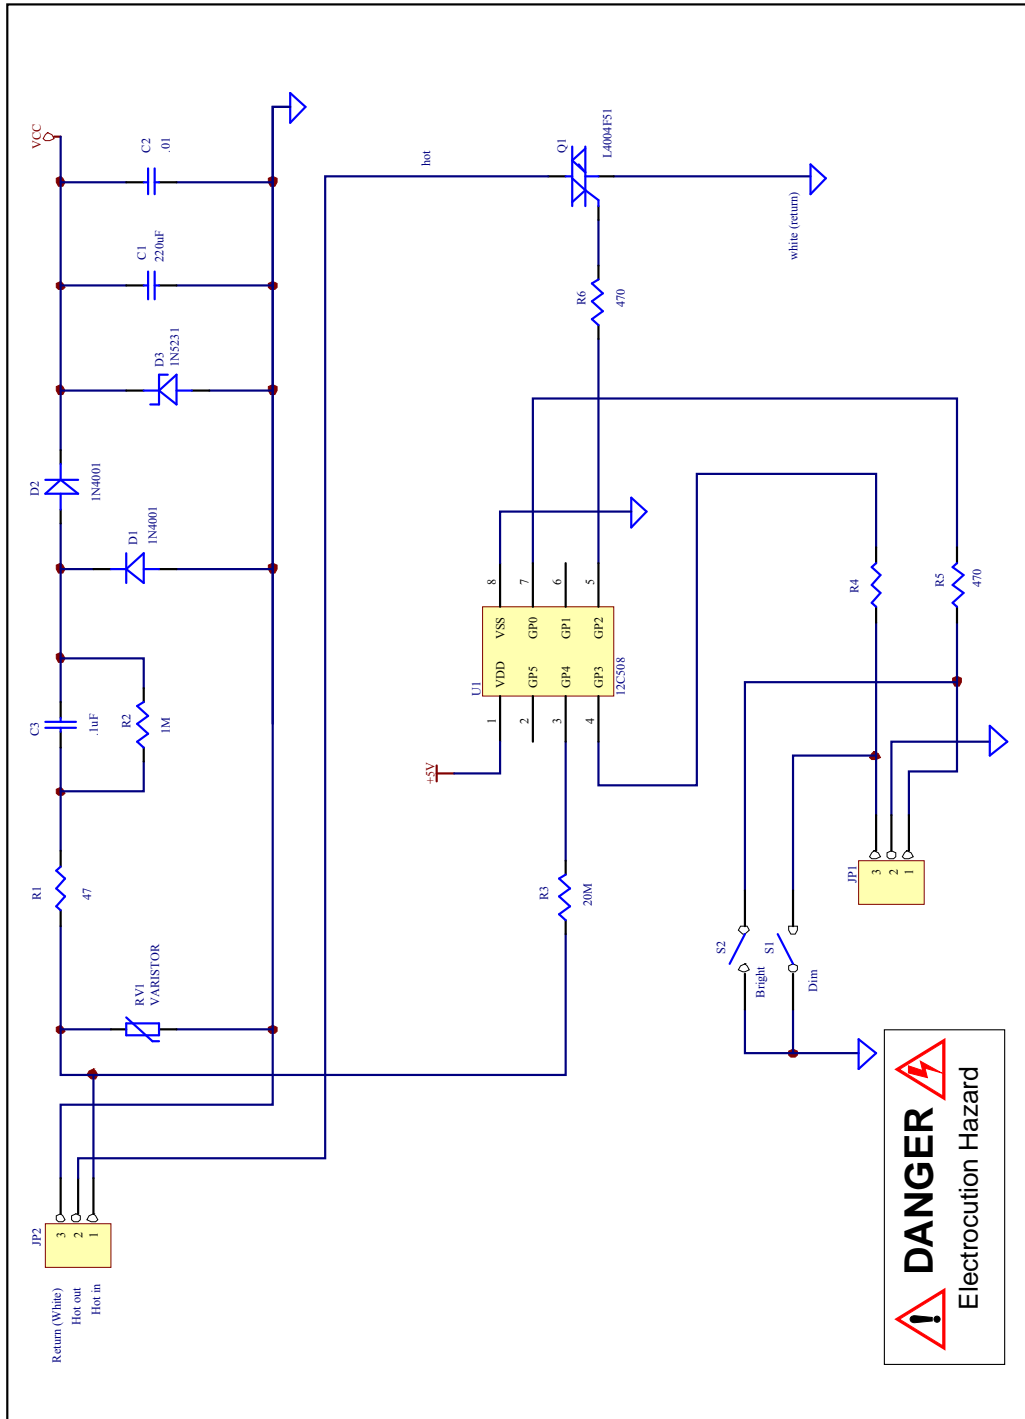 JP2
3
2
1
Return (White)
Hot out
Hot in
RV1
VARISTOR
R1
47
C3
.1uF
R2
1M
D1
1N4001
D2
1N4001
D3
1N5231
C1
220uF
C2
.01
VCC
hot
Q1
L4004F51
white (return)
R6
470
+5V
U1
12C508
1
VDD
2
GP5
3
GP4
4
GP3
VSS
8
GP0
7
GP1
6
GP2
5
R3
20M
R4
R5
470
JP1
3
2
1
S2
Bright
S1
Dim
DANGER
Electrocution Hazard